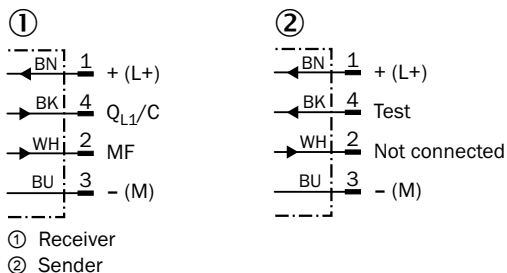 ①
BN 1 + (L+)
BK 4 QL1/C
WH 2 MF
BU 3 – (M)
②
BN 1 + (L+)
BK 4 Test
WH 2 Not connected
BU 3 – (M)
① Receiver
② Sender